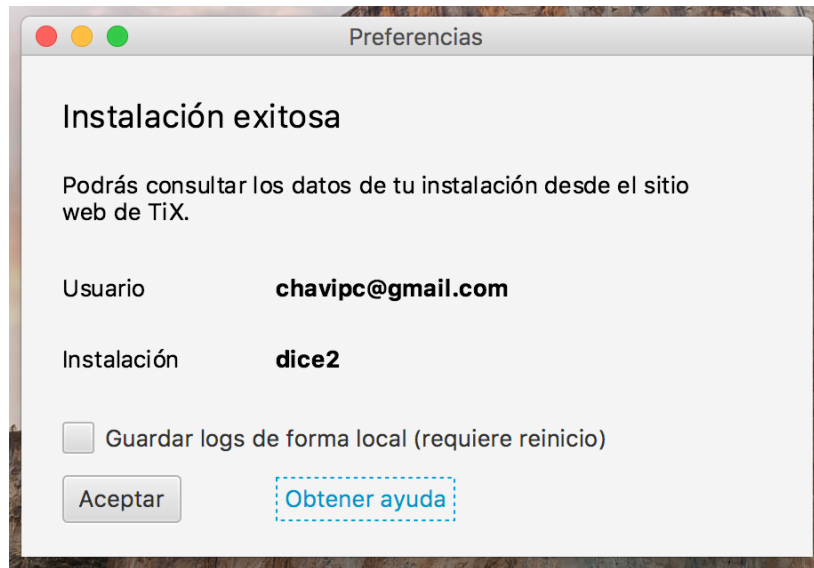 Preferencias
Instalación exitosa
Podrás consultar los datos de tu instalación desde el sitio
web de TiX.
Usuario chavipc@gmail.com
Instalación dice2
Guardar logs de forma local (requiere reinicio)
Aceptar Obtener ayuda